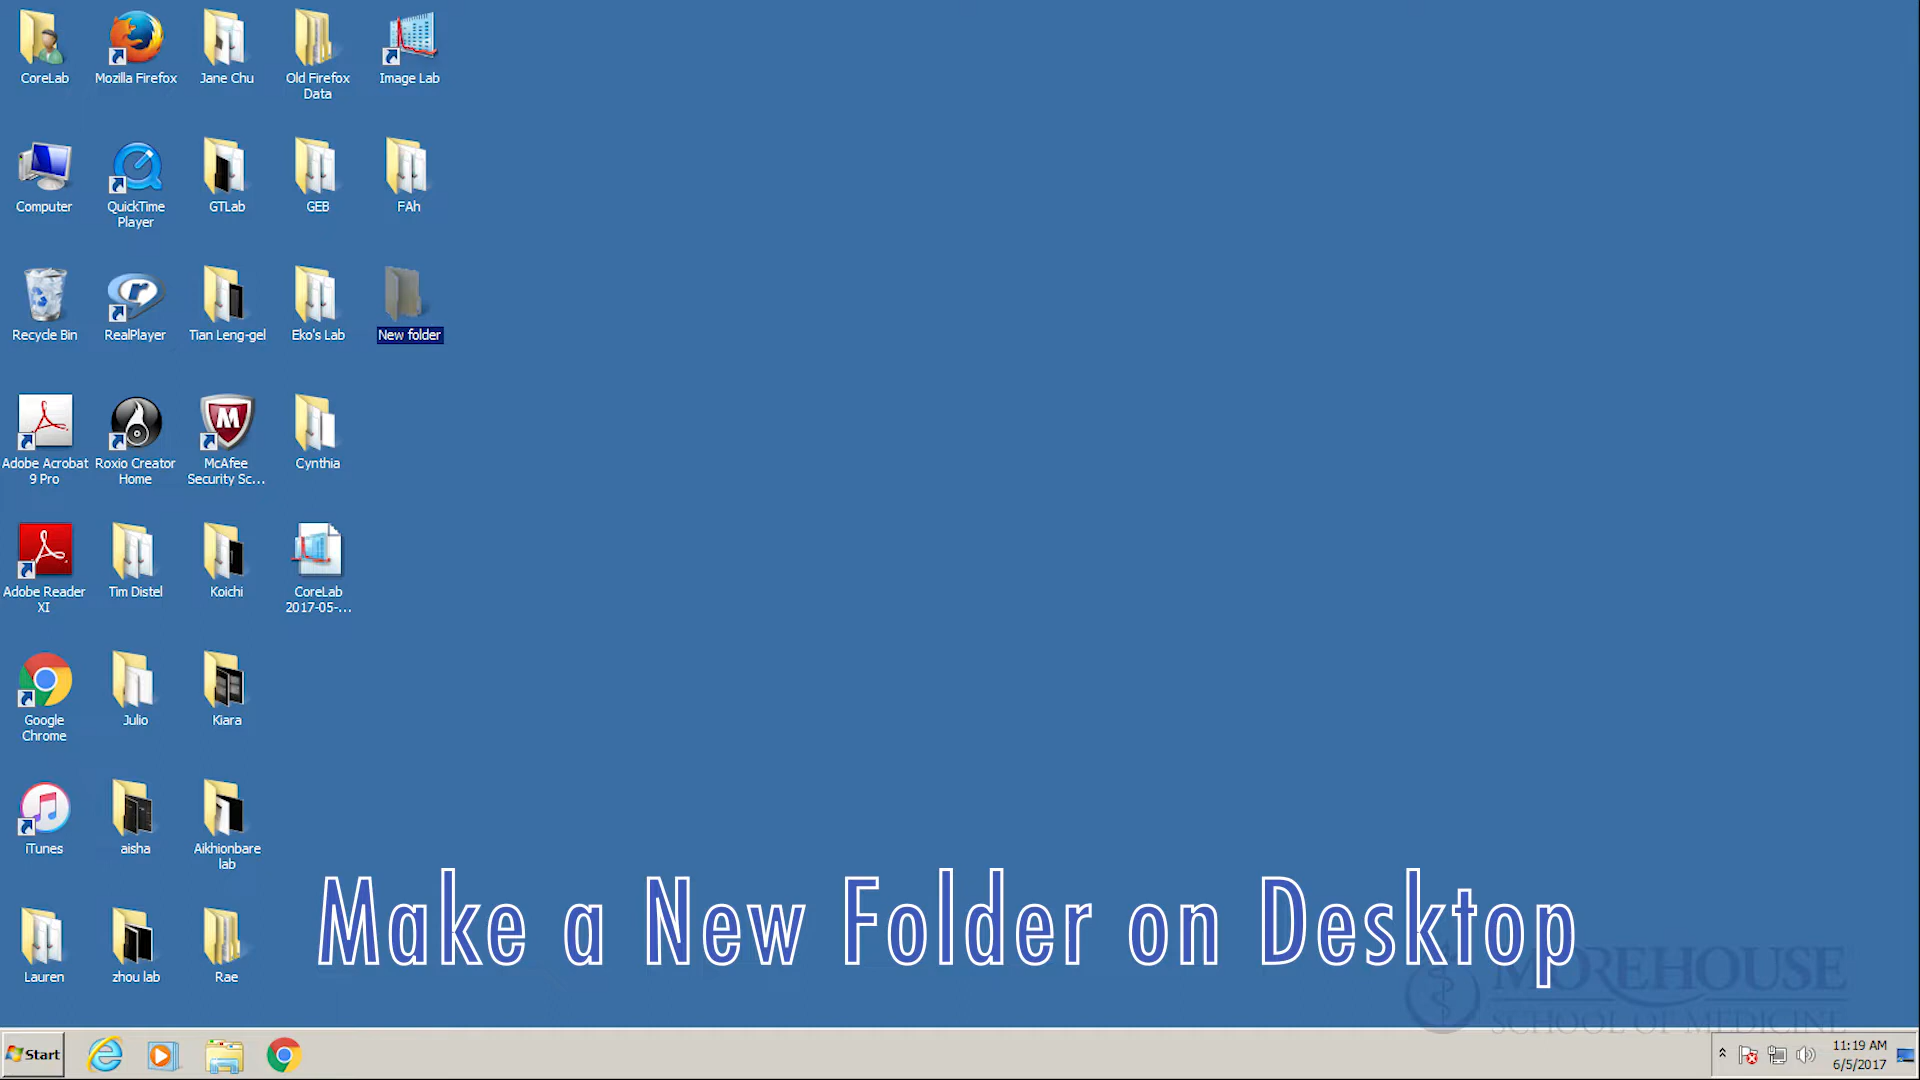 CoreLab
Mozilla Firefox
Jane Chu
Old Firefox
Data
Image Lab
Computer
QuickTime
Player
GTLab
GEB
FAh
Recycle Bin
RealPlayer
Tian Leng-gel
Eko's Lab
New folder
Adobe Acrobat
9 Pro
Roxio Creator
Home
McAfee
Security Sc...
Cynthia
Adobe Reader
XI
Tim Distel
Koichi
CoreLab
2017-05-...
Google
Chrome
Julio
Kiara
iTunes
aisha
Aikhionbare
lab
Lauren
zhou lab
Rae
Make a New Folder on Desktop
MOREHOUSE
SCHOOL OF MEDICINE
Start
11:19 AM
6/5/2017